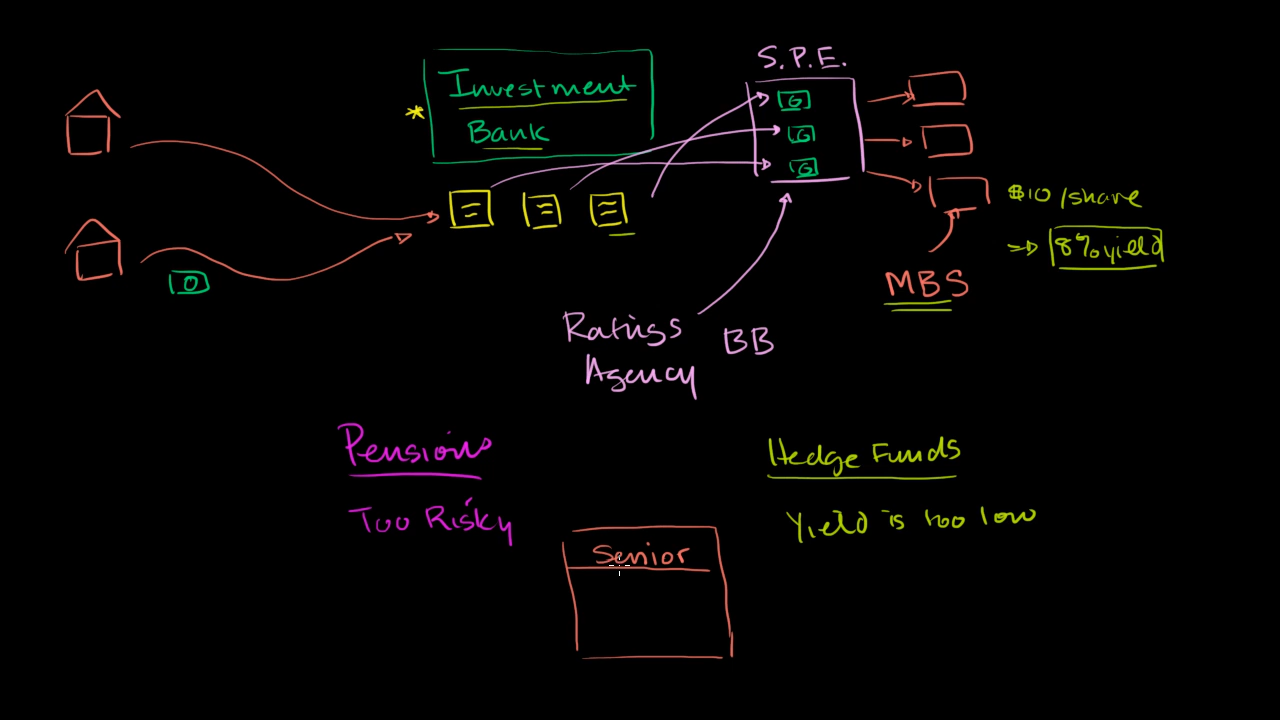 S.P.E.
Investment
Bank
$10/share
⇒ 8% yield
MBS
Ratings
Agency
BB
Pensions
Too Risky
Hedge Funds
Yield is too low
Senior